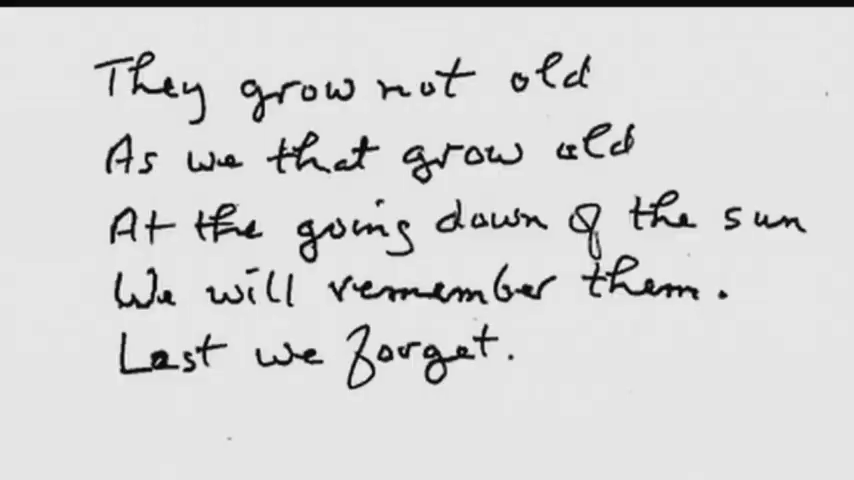 They grow not old
As we that grow old
At the going down of the sun
We will remember them.
Lest we forget.